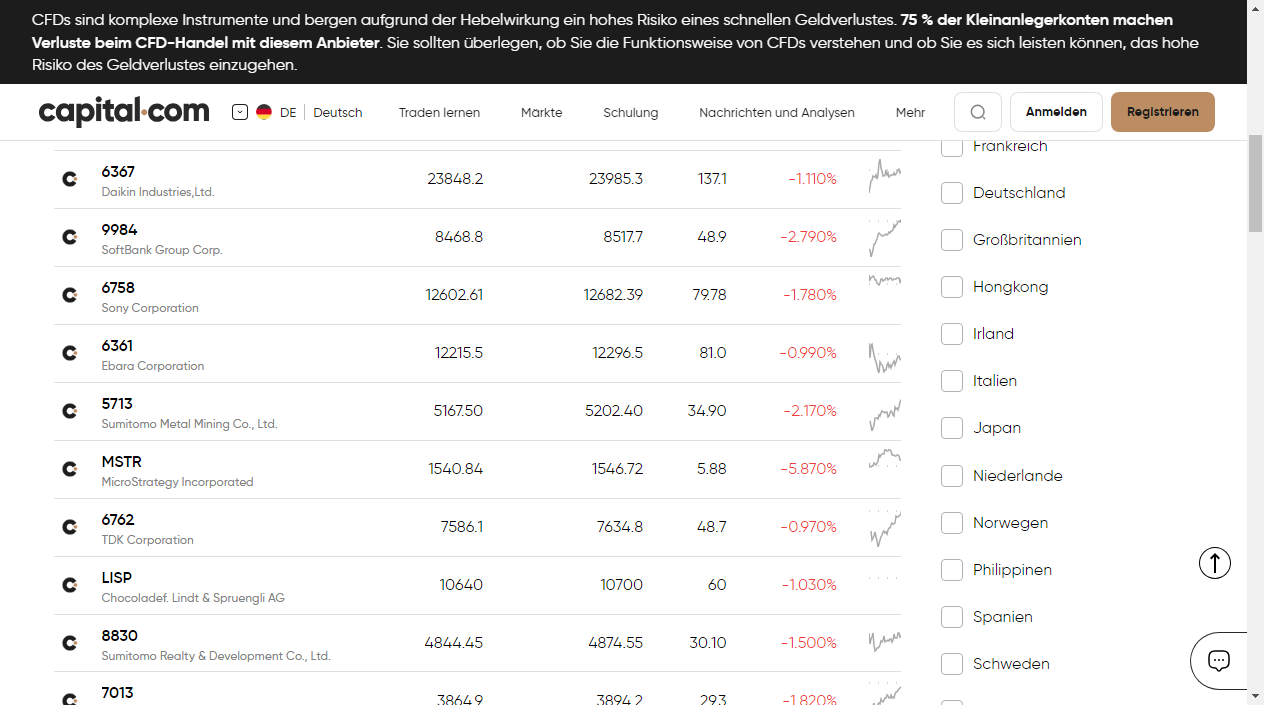 CFDs sind komplexe Instrumente und bergen aufgrund der Hebelwirkung ein hohes Risiko eines schnellen Geldverlustes. 75 % der Kleinanlegerkonten machen
Verluste beim CFD-Handel mit diesem Anbieter. Sie sollten überlegen, ob Sie die Funktionsweise von CFDs verstehen und ob Sie es sich leisten können, das hohe
Risiko des Geldverlustes einzugehen.
capital.com DE Deutsch Traden lernen Märkte Schulung Nachrichten und Analysen Mehr Anmelden Registrieren
6367 23848.2 23985.3 137.1 -1.110%
Daikin Industries,Ltd.
9984 8468.8 8517.7 48.9 -2.790%
SoftBank Group Corp.
6758 12602.61 12682.39 79.78 -1.780%
Sony Corporation
6361 12215.5 12296.5 81.0 -0.990%
Ebara Corporation
5713 5167.50 5202.40 34.90 -2.170%
Sumitomo Metal Mining Co., Ltd.
MSTR 1540.84 1546.72 5.88 -5.870%
MicroStrategy Incorporated
6762 7586.1 7634.8 48.7 -0.970%
TDK Corporation
LISP 10640 10700 60 -1.030%
Chocoladef. Lindt & Spruengli AG
8830 4844.45 4874.55 30.10 -1.500%
Sumitomo Realty & Development Co., Ltd.
7013 3864.9 3894.2 29.3 -1.820%
Frankreich
Deutschland
Großbritannien
Hongkong
Irland
Italien
Japan
Niederlande
Norwegen
Philippinen
Spanien
Schweden